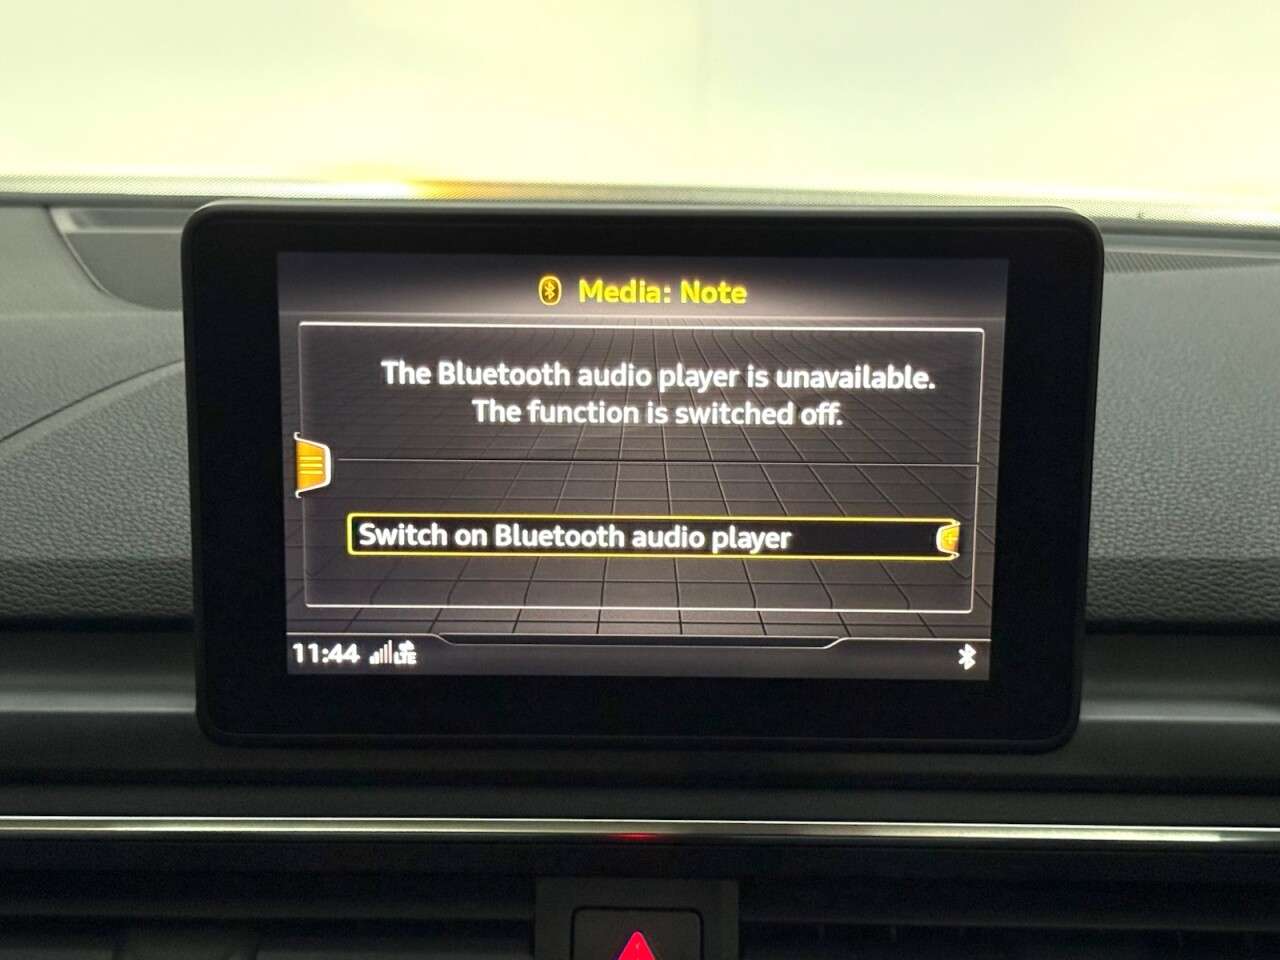 Media: Note
The Bluetooth audio player is unavailable.
The function is switched off.
Switch on Bluetooth audio player
11:44 LTE